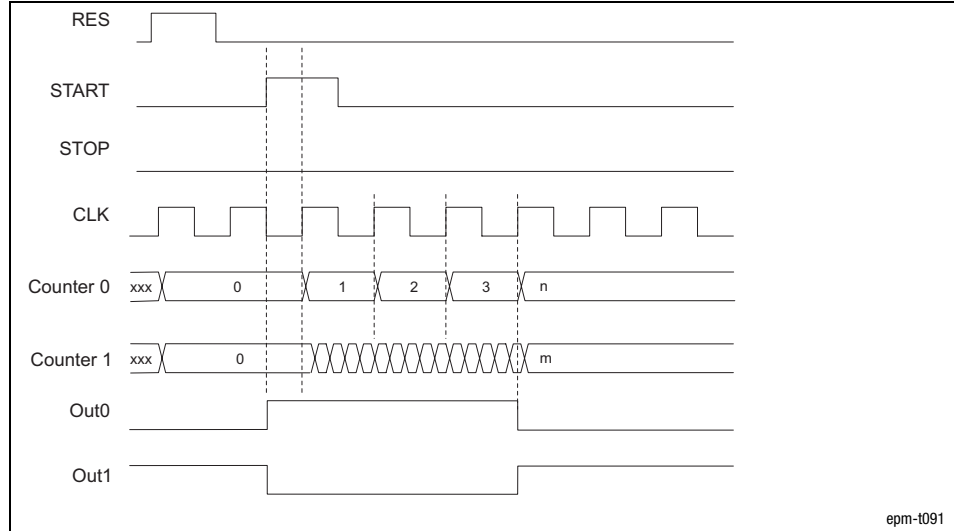 RES
START
STOP
CLK
Counter 0 xxx 0 1 2 3 n
Counter 1 xxx 0 m
Out0
Out1
epm-t091